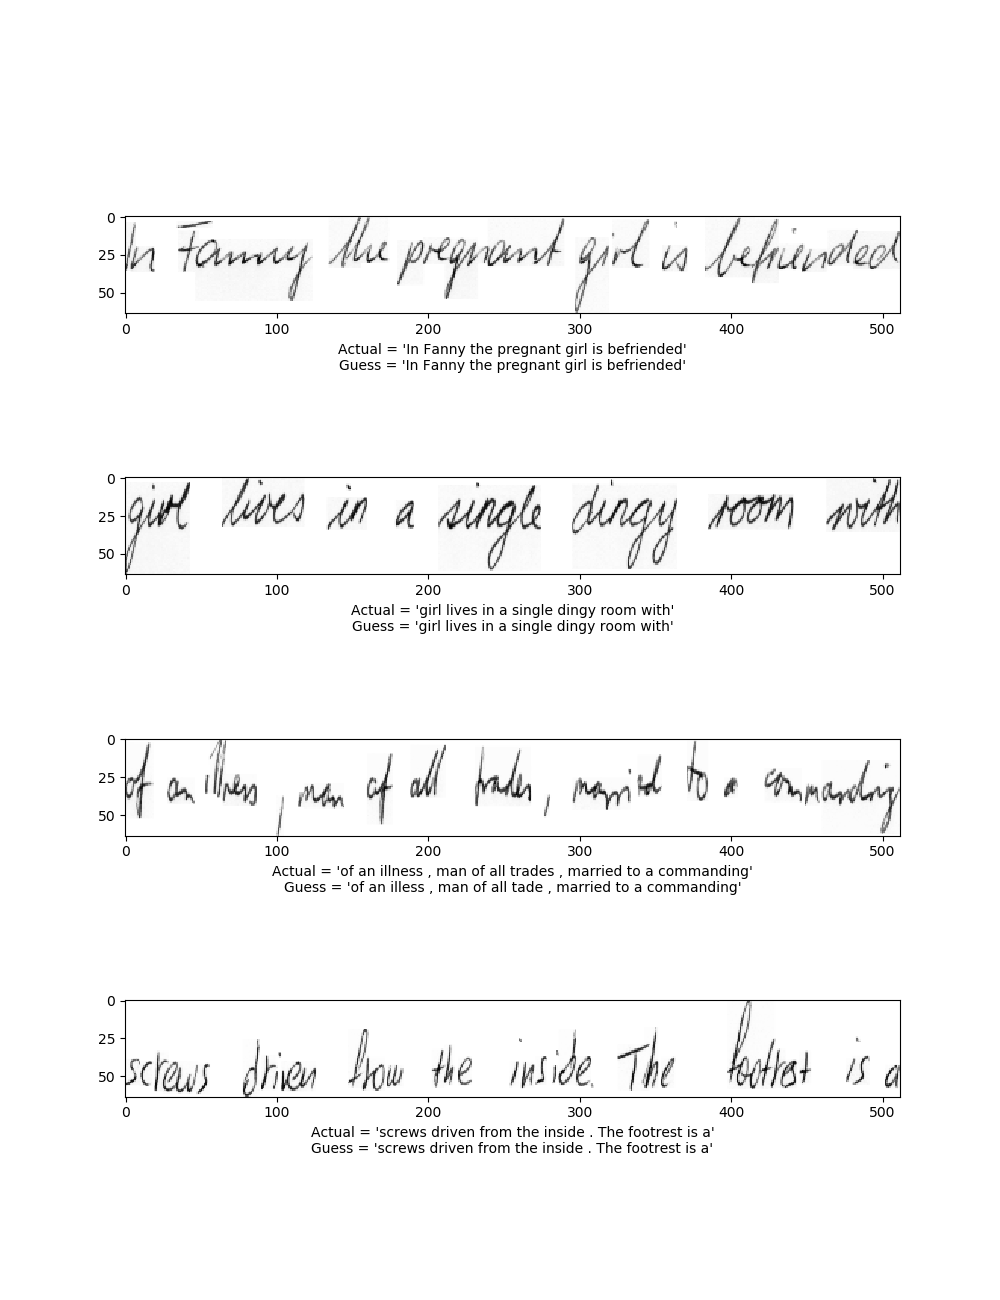 0
25
50
In Fanny the pregnant girl is befriended
0 100 200 300 400 500
Actual = 'In Fanny the pregnant girl is befriended'
Guess = 'In Fanny the pregnant girl is befriended'
0
25
50
girl lives in a single dingy room with
0 100 200 300 400 500
Actual = 'girl lives in a single dingy room with'
Guess = 'girl lives in a single dingy room with'
0
25
50
of an illness , man of all trades , married to a commanding
0 100 200 300 400 500
Actual = 'of an illness , man of all trades , married to a commanding'
Guess = 'of an illess , man of all tade , married to a commanding'
0
25
50
screws driven from the inside. The footrest is a
0 100 200 300 400 500
Actual = 'screws driven from the inside . The footrest is a'
Guess = 'screws driven from the inside . The footrest is a'